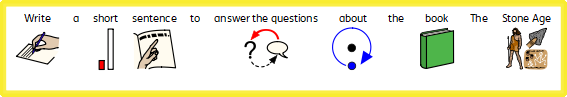 Write a short sentence to answer the questions about the book The Stone Age